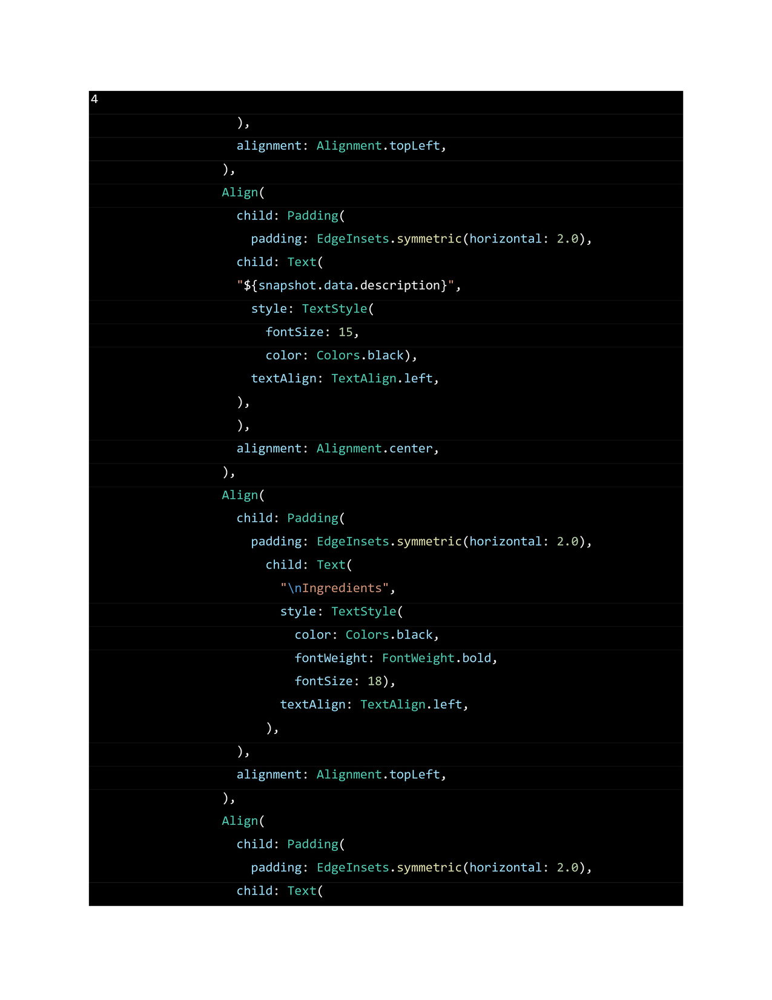 4
),
alignment: Alignment.topLeft,
),
Align(
child: Padding(
padding: EdgeInsets.symmetric(horizontal: 2.0),
child: Text(
"${snapshot.data.description}",
style: TextStyle(
fontSize: 15,
color: Colors.black),
textAlign: TextAlign.left,
),
),
alignment: Alignment.center,
),
Align(
child: Padding(
padding: EdgeInsets.symmetric(horizontal: 2.0),
child: Text(
"\nIngredients",
style: TextStyle(
color: Colors.black,
fontWeight: FontWeight.bold,
fontSize: 18),
textAlign: TextAlign.left,
),
),
alignment: Alignment.topLeft,
),
Align(
child: Padding(
padding: EdgeInsets.symmetric(horizontal: 2.0),
child: Text(